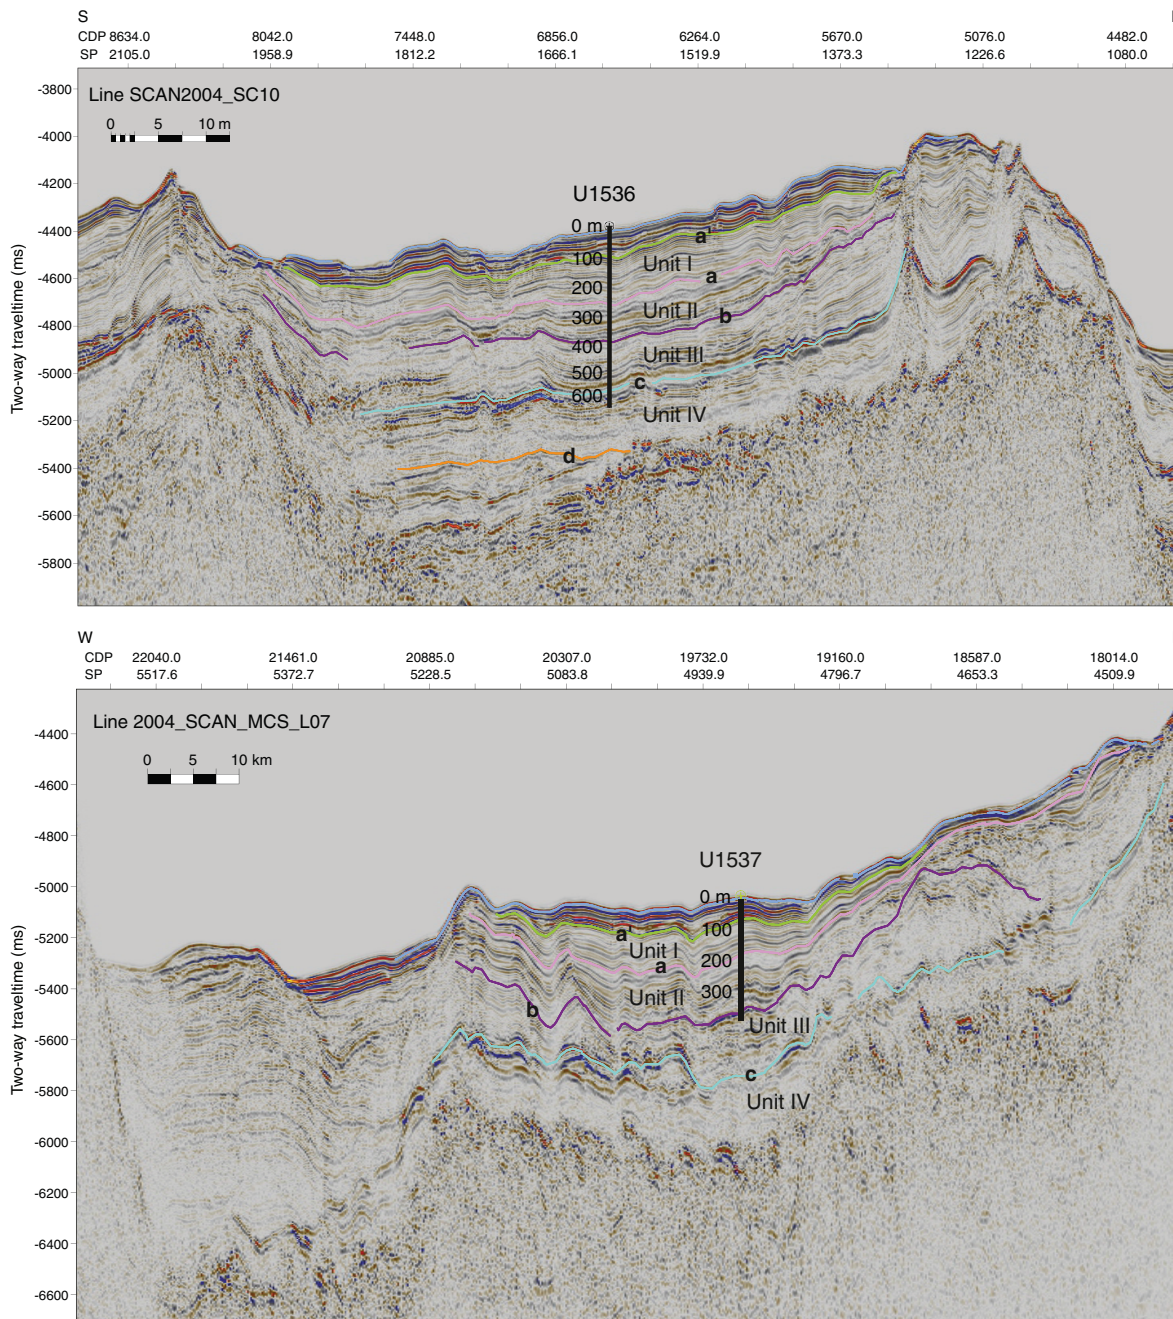 S
CDP 8634.0 8042.0 7448.0 6856.0 6264.0 5670.0 5076.0 4482.0
SP 2105.0 1958.9 1812.2 1666.1 1519.9 1373.3 1226.6 1080.0
-3800
Line SCAN2004_SC10
0 5 10 m
-4000
-4200
U1536
0 m
-4400
a'
100
Unit I
-4600
a
200
Unit II
300
b
-4800
400
Unit III
-5000
500
c
600
Unit IV
-5200
d
-5400
-5600
-5800
Two-way traveltime (ms)
W
CDP 22040.0 21461.0 20885.0 20307.0 19732.0 19160.0 18587.0 18014.0
SP 5517.6 5372.7 5228.5 5083.8 4939.9 4796.7 4653.3 4509.9
Line 2004_SCAN_MCS_L07
-4400
0 5 10 km
-4600
-4800
U1537
0 m
-5000
a'
100
-5200
Unit I
a
200
Unit II
300
-5400
b
Unit III
-5600
c
-5800
Unit IV
-6000
-6200
-6400
-6600
Two-way traveltime (ms)